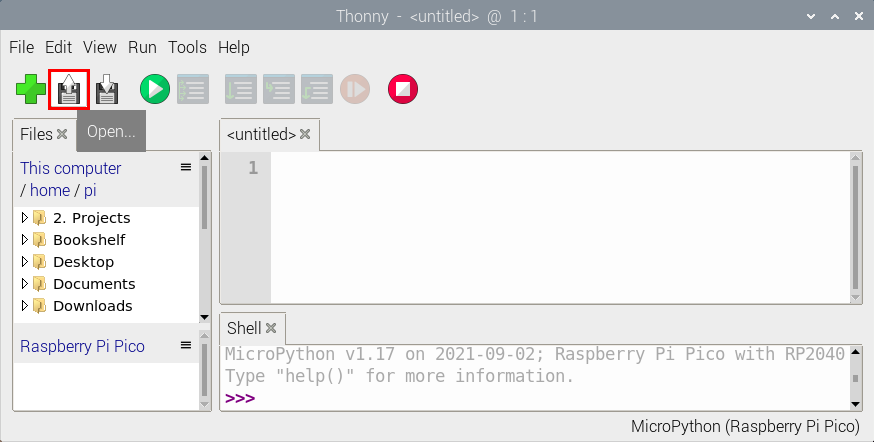 Thonny - <untitled> @ 1 : 1
File Edit View Run Tools Help
Open...
Files
This computer
/ home / pi
2. Projects
Bookshelf
Desktop
Documents
Downloads
Raspberry Pi Pico
<untitled>
1
Shell
MicroPython v1.17 on 2021-09-02; Raspberry Pi Pico with RP2040
Type "help()" for more information.
>>>
MicroPython (Raspberry Pi Pico)